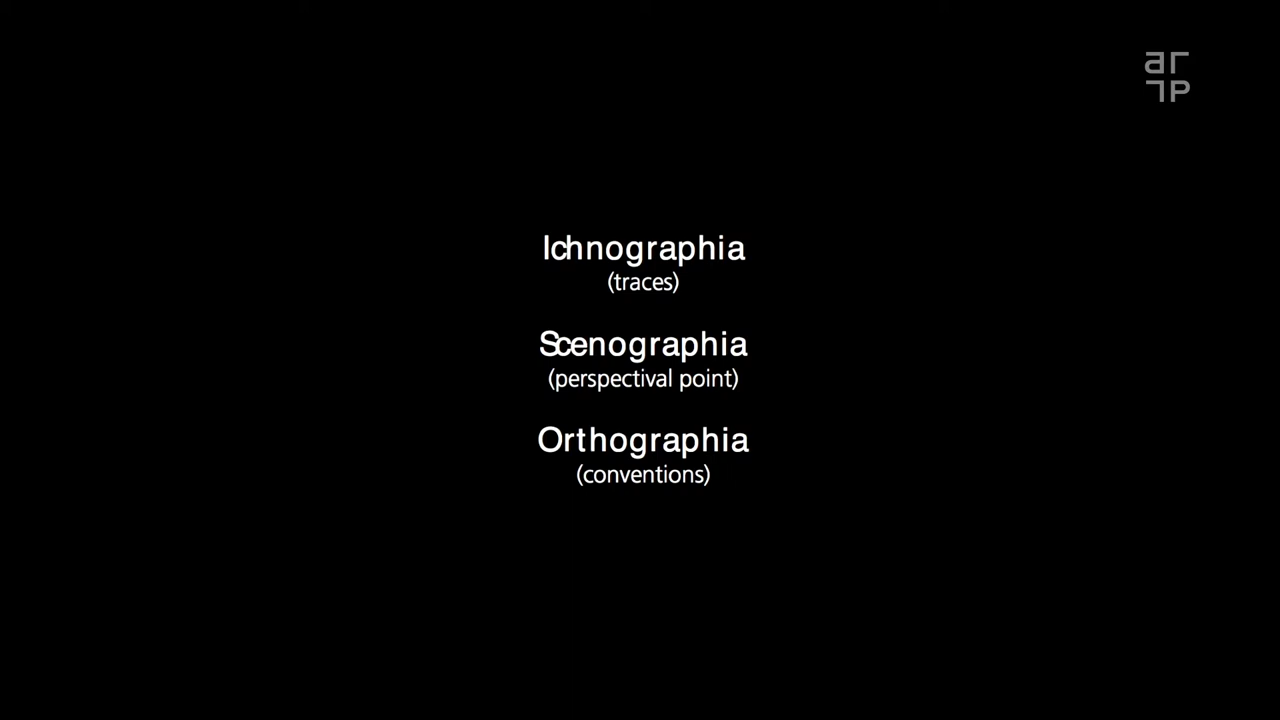 Ichnographia
(traces)
Scenographia
(perspectival point)
Orthographia
(conventions)